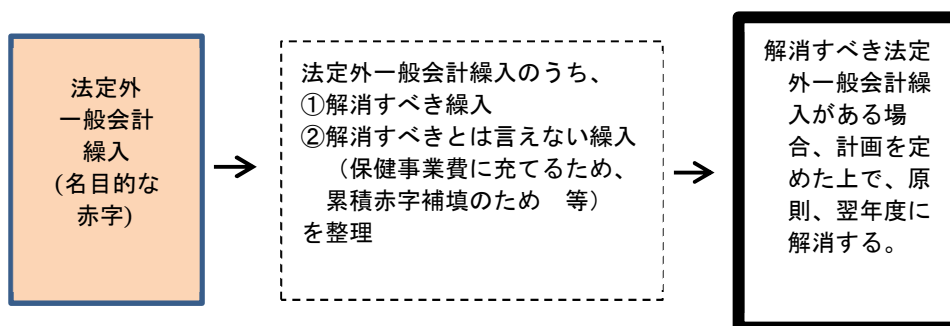 法定外
一般会計
繰入
(名目的な
赤字)
法定外一般会計繰入のうち、
①解消すべき繰入
②解消すべきとは言えない繰入
（保健事業費に充てるため、
累積赤字補填のため　等）
を整理
解消すべき法定
外一般会計繰
入がある場
合、計画を定
めた上で、原
則、翌年度に
解消する。